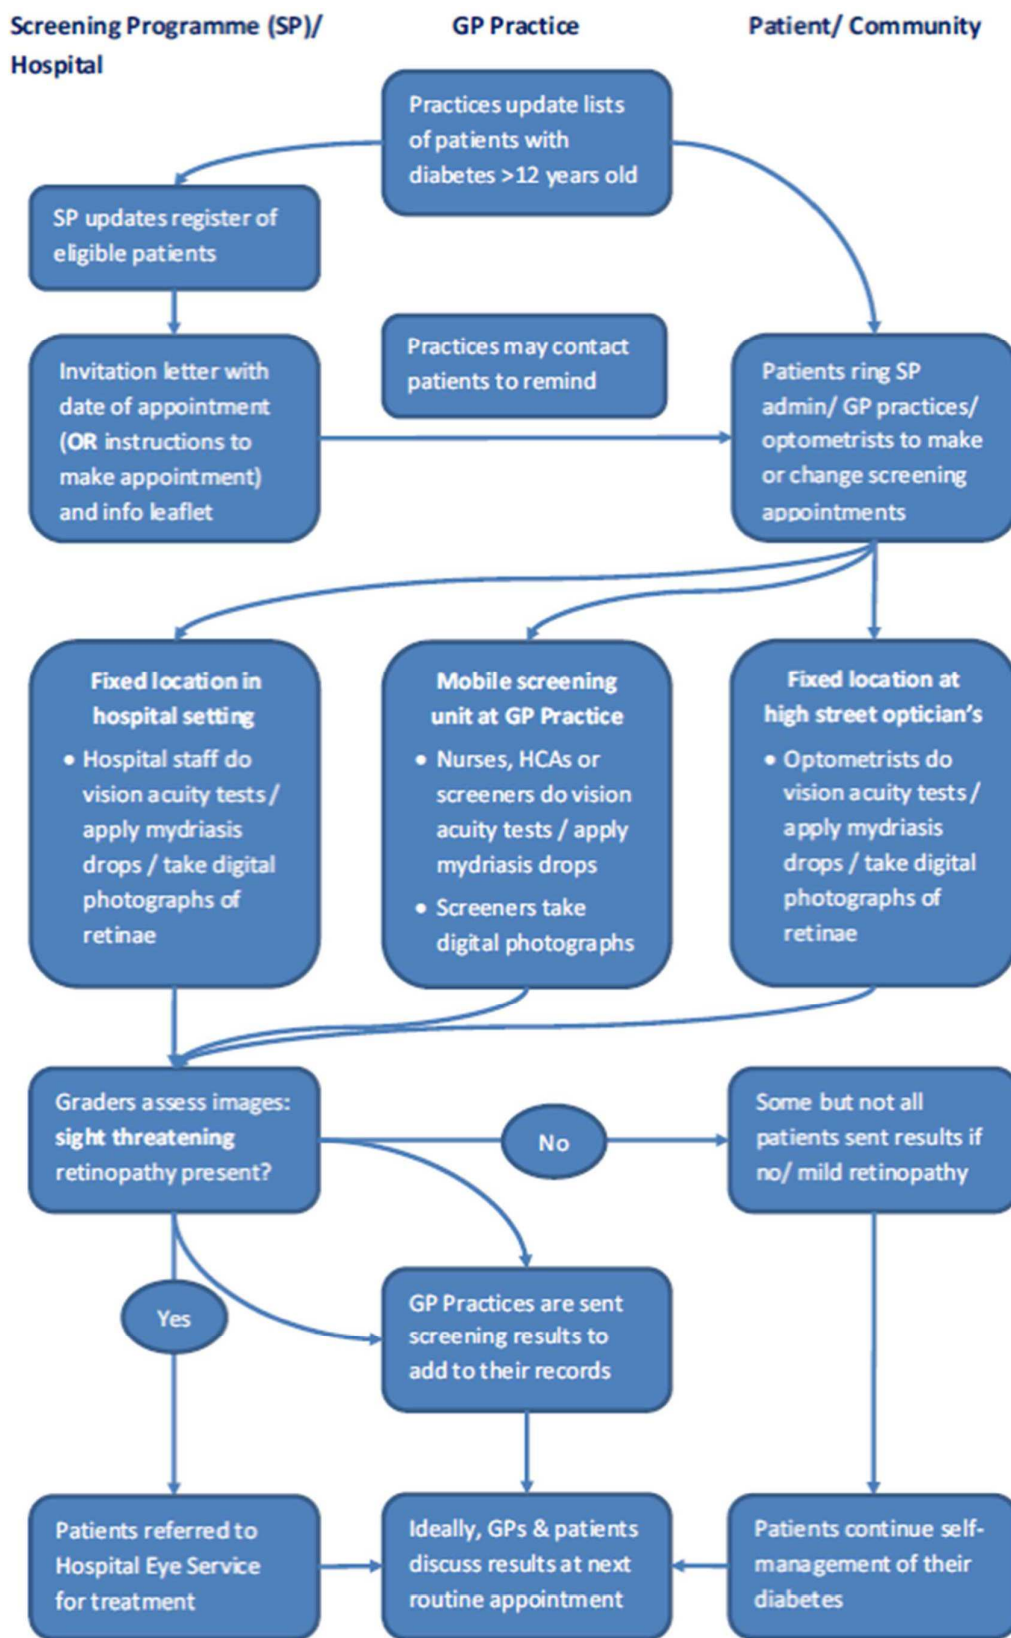 Screening Programme (SP)/
Hospital
GP Practice
Patient/ Community
Practices update lists
of patients with
diabetes >12 years old
SP updates register of
eligible patients
Invitation letter with
date of appointment
(OR instructions to
make appointment)
and info leaflet
Practices may contact
patients to remind
Patients ring SP
admin/ GP practices/
optometrists to make
or change screening
appointments
Fixed location in
hospital setting
• Hospital staff do
vision acuity tests /
apply mydriasis
drops / take digital
photographs of
retinae
Mobile screening
unit at GP Practice
• Nurses, HCAs or
screeners do vision
acuity tests / apply
mydriasis drops
• Screeners take
digital photographs
Fixed location at
high street optician's
• Optometrists do
vision acuity tests /
apply mydriasis
drops / take digital
photographs of
retinae
Graders assess images:
sight threatening
retinopathy present?
No
Some but not all
patients sent results if
no/ mild retinopathy
Yes
GP Practices are sent
screening results to
add to their records
Patients referred to
Hospital Eye Service
for treatment
Ideally, GPs & patients
discuss results at next
routine appointment
Patients continue self-
management of their
diabetes